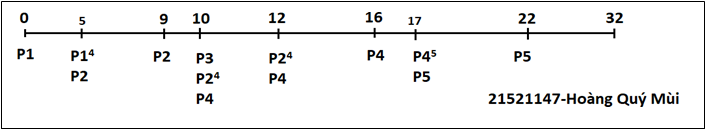 0 5 9 10 12 16 17 22 32
P1 P1⁴ P2 P3 P2⁴ P4 P4⁵ P5
P2 P2⁴ P4 P5
P4
21521147-Hoàng Quý Mùi